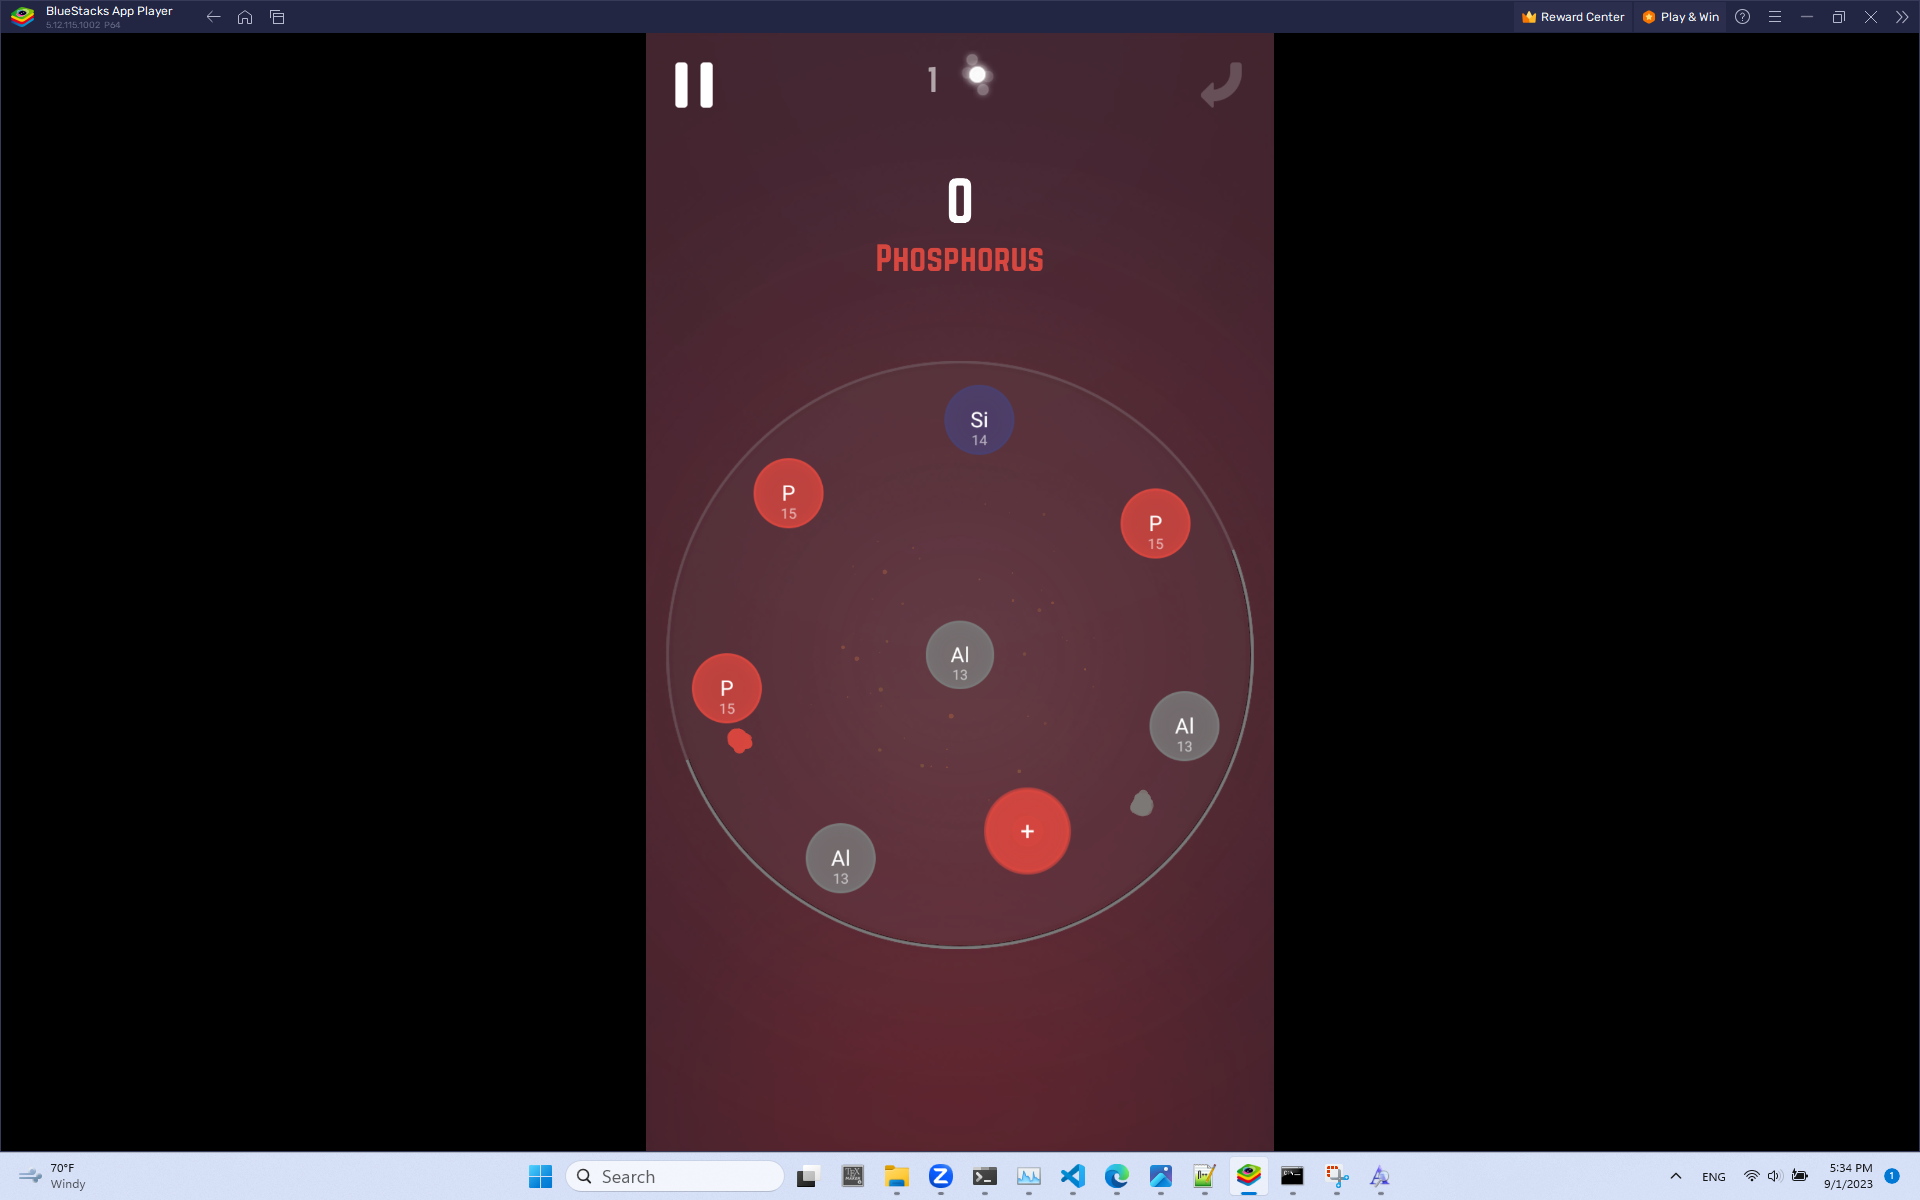 BlueStacks App Player
5.12.115.1002 P64
Reward Center
Play & Win
1
0
PHOSPHORUS
Si
14
P
15
P
15
Al
13
P
15
Al
13
+
Al
13
70°F
Windy
Search
ENG
5:34 PM
9/1/2023
1